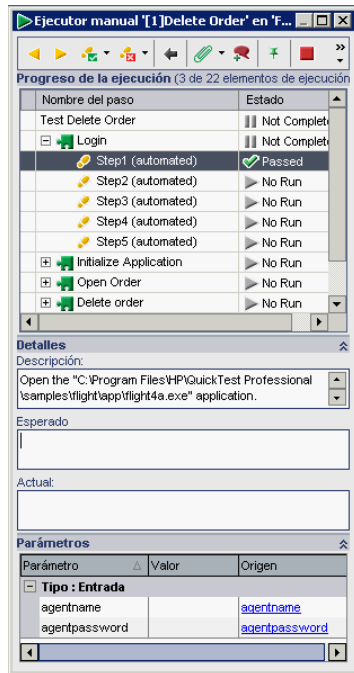 Ejecutor manual '[1]Delete Order' en 'F...
Progreso de la ejecución (3 de 22 elementos de ejecución
Nombre del paso Estado
Test Delete Order Not Complet
Login Not Complet
Step1 (automated) Passed
Step2 (automated) No Run
Step3 (automated) No Run
Step4 (automated) No Run
Step5 (automated) No Run
Initialize Application No Run
Open Order No Run
Delete order No Run
Detalles
Descripción:
Open the "C:\Program Files\HP\QuickTest Professional
\samples\flight\app\flight4a.exe" application.
Esperado
Actual:
Parámetros
Parámetro Valor Origen
Tipo : Entrada
agentname agentname
agentpassword agentpassword